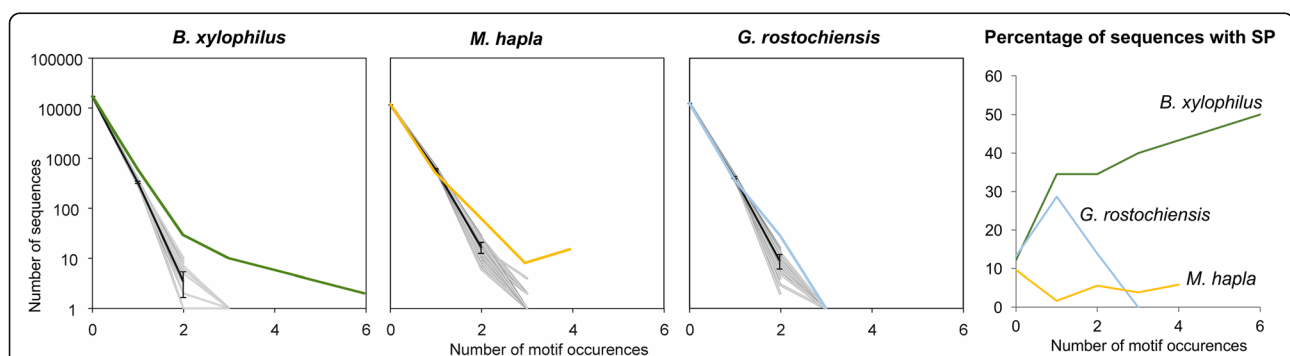 B. xylophilus
M. hapla
G. rostochiensis
Percentage of sequences with SP
Number of sequences
100000
10000
1000
100
10
1
0 2 4 6
0 2 4 6
0 2 4 6
Number of motif occurences
60
50
40
30
20
10
0
B. xylophilus
G. rostochiensis
M. hapla
0 2 4 6
Number of motif occurences